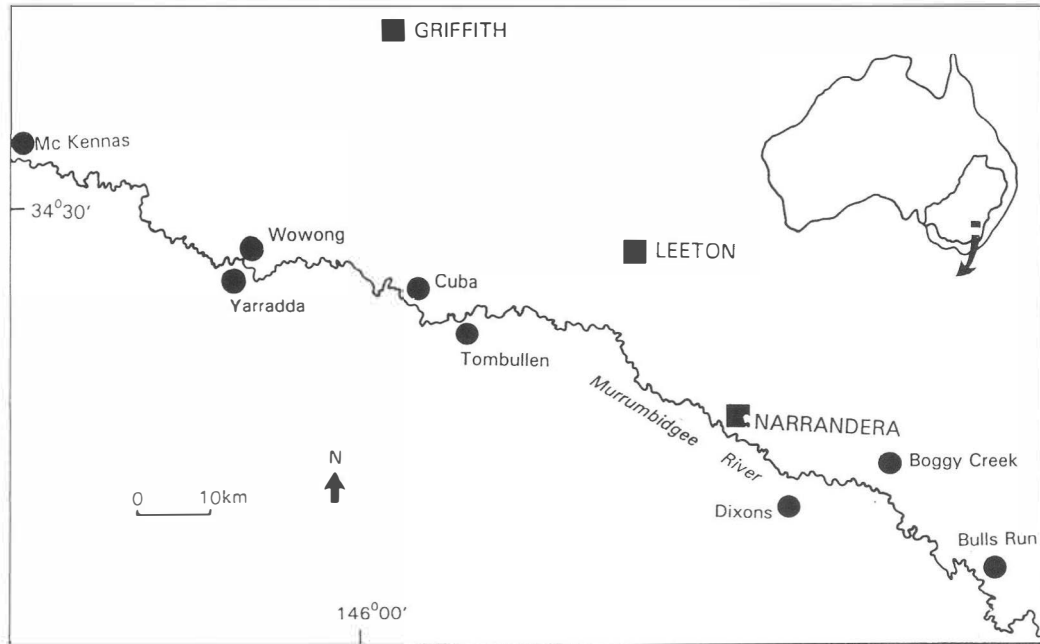 GRIFFITH
Mc Kennas
34°30'
Wowong
LEETON
Cuba
Yarradda
Tombullen
Murrumbidgee
River
NARRANDERA
N
Boggy Creek
0 10km
Dixons
Bulls Run
146°00'